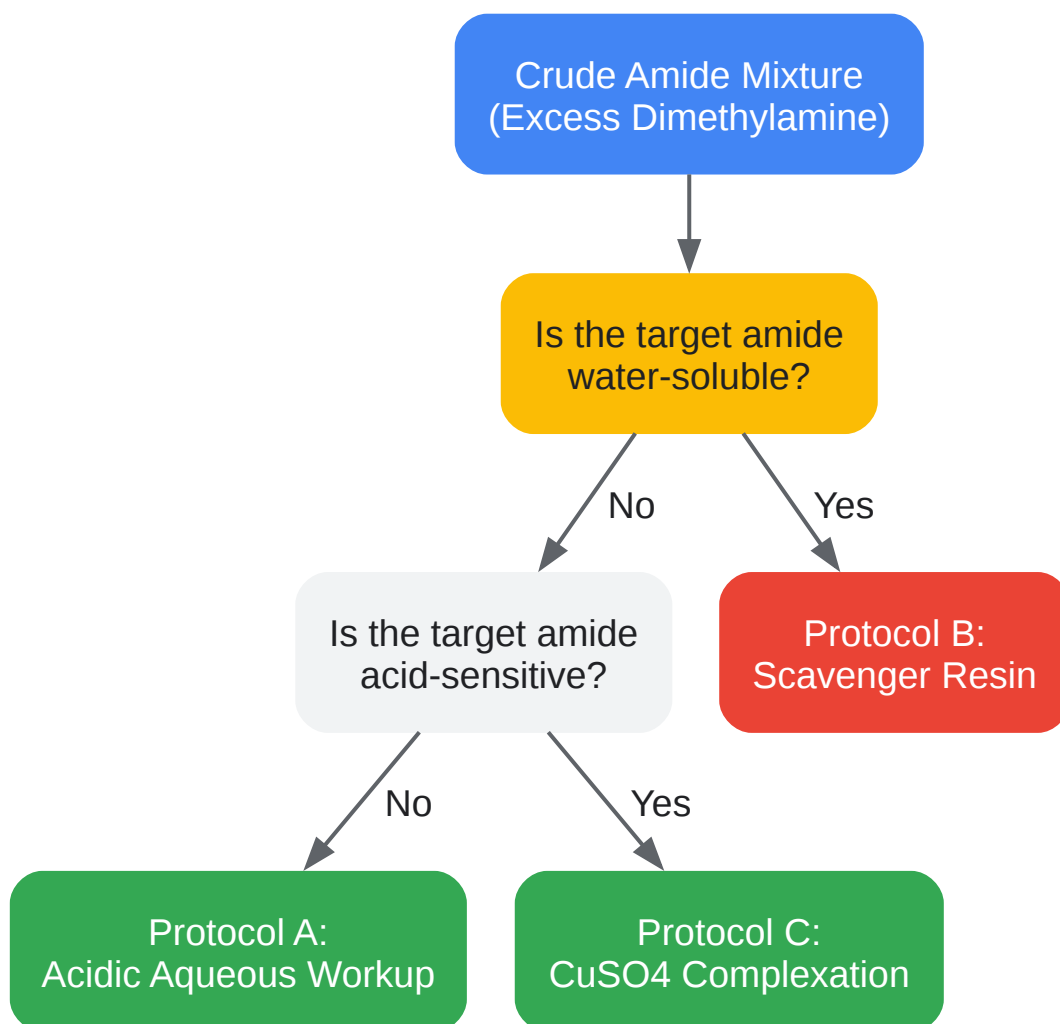 Crude Amide Mixture
(Excess Dimethylamine)
Is the target amide
water-soluble?
No
Yes
Is the target amide
acid-sensitive?
Protocol B:
Scavenger Resin
No
Yes
Protocol A:
Acidic Aqueous Workup
Protocol C:
CuSO4 Complexation